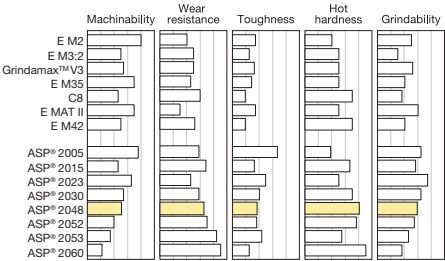 Machinability
Wear
resistance
Toughness
Hot
hardness
Grindability
E M2
E M3:2
Grindamax™V3
E M35
C8
E MAT II
E M42
ASP® 2005
ASP® 2015
ASP® 2023
ASP® 2030
ASP® 2048
ASP® 2052
ASP® 2053
ASP® 2060